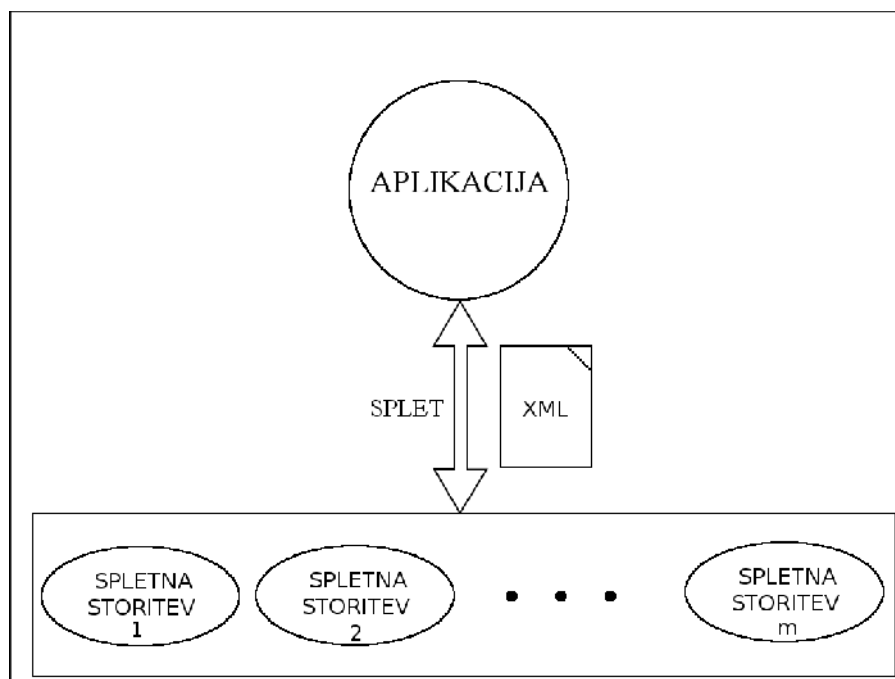 APLIKACIJA
SPLET
XML
SPLETNA
STORITEV
1
SPLETNA
STORITEV
2
SPLETNA
STORITEV
m